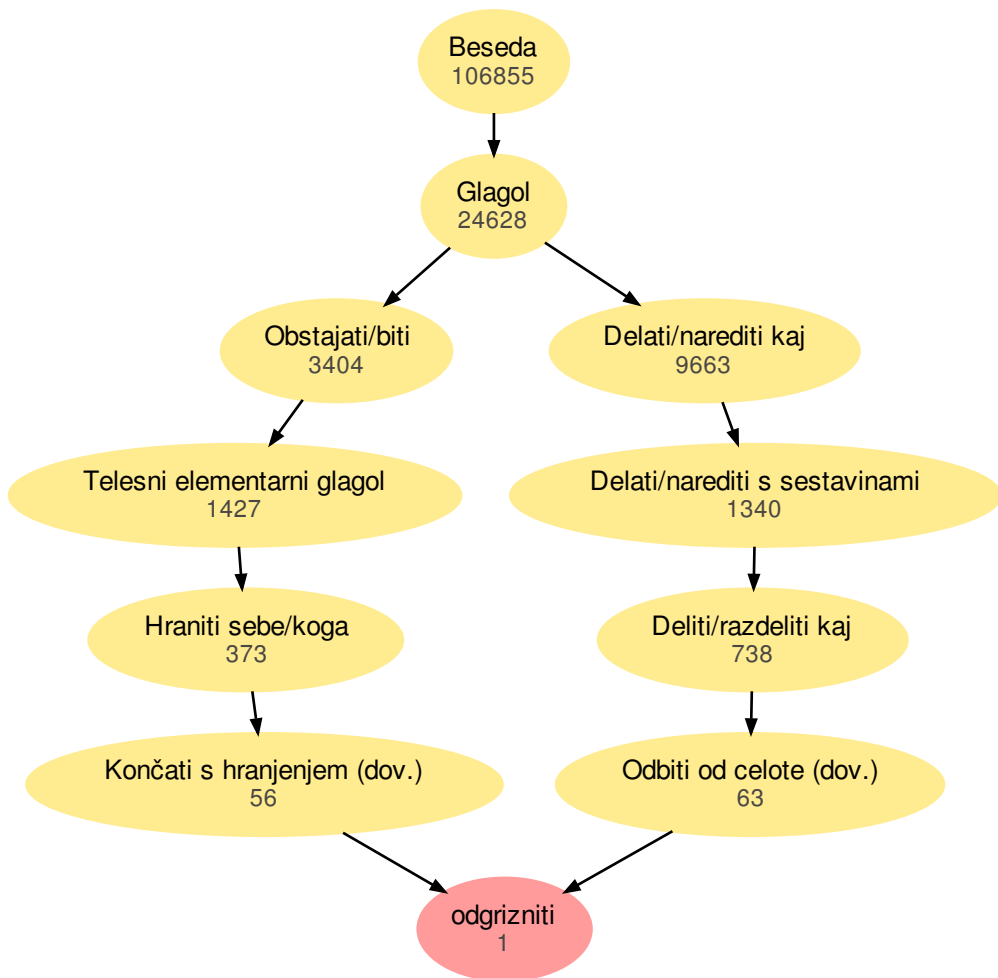 Beseda
106855
Glagol
24628
Obstajati/biti
3404
Delati/narediti kaj
9663
Telesni elementarni glagol
1427
Delati/narediti s sestavinami
1340
Hraniti sebe/koga
373
Deliti/razdeliti kaj
738
Končati s hranjenjem (dov.)
56
Odbiti od celote (dov.)
63
odgrizniti
1